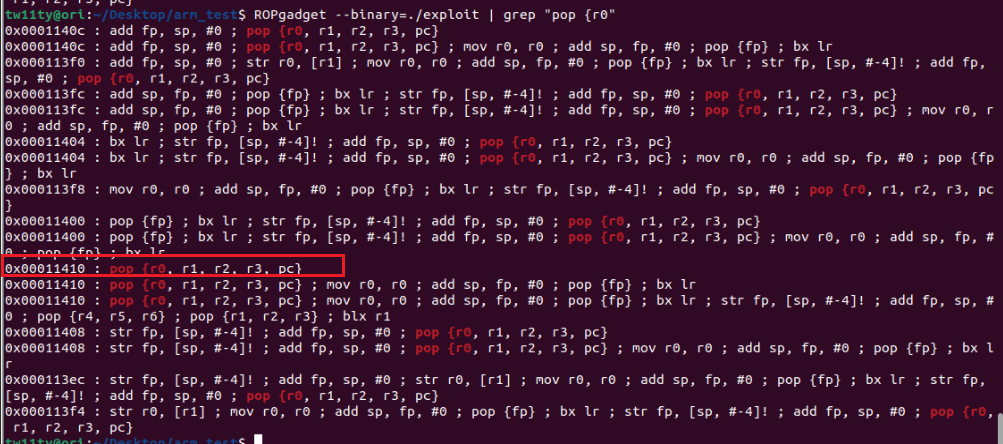 r1, r2, r3, pc}
tw11ty@ori:~/Desktop/arm_test$ ROPgadget --binary=./exploit | grep "pop {r0"
0x0001140c : add fp, sp, #0 ; pop {r0, r1, r2, r3, pc}
0x0001140c : add fp, sp, #0 ; pop {r0, r1, r2, r3, pc} ; mov r0, r0 ; add sp, fp, #0 ; pop {fp} ; bx lr
0x000113f0 : add fp, sp, #0 ; str r0, [r1] ; mov r0, r0 ; add sp, fp, #0 ; pop {fp} ; bx lr ; str fp, [sp, #-4]! ; add fp,
sp, #0 ; pop {r0, r1, r2, r3, pc}
0x000113fc : add sp, fp, #0 ; pop {fp} ; bx lr ; str fp, [sp, #-4]! ; add fp, sp, #0 ; pop {r0, r1, r2, r3, pc}
0x000113fc : add sp, fp, #0 ; pop {fp} ; bx lr ; str fp, [sp, #-4]! ; add fp, sp, #0 ; pop {r0, r1, r2, r3, pc} ; mov r0, r
0 ; add sp, fp, #0 ; pop {fp} ; bx lr
0x00011404 : bx lr ; str fp, [sp, #-4]! ; add fp, sp, #0 ; pop {r0, r1, r2, r3, pc}
0x00011404 : bx lr ; str fp, [sp, #-4]! ; add fp, sp, #0 ; pop {r0, r1, r2, r3, pc} ; mov r0, r0 ; add sp, fp, #0 ; pop {fp
} ; bx lr
0x000113f8 : mov r0, r0 ; add sp, fp, #0 ; pop {fp} ; bx lr ; str fp, [sp, #-4]! ; add fp, sp, #0 ; pop {r0, r1, r2, r3, pc
}
0x00011400 : pop {fp} ; bx lr ; str fp, [sp, #-4]! ; add fp, sp, #0 ; pop {r0, r1, r2, r3, pc}
0x00011400 : pop {fp} ; bx lr ; str fp, [sp, #-4]! ; add fp, sp, #0 ; pop {r0, r1, r2, r3, pc} ; mov r0, r0 ; add sp, fp, #
0 ; pop {fp} ; bx lr
0x00011410 : pop {r0, r1, r2, r3, pc}
0x00011410 : pop {r0, r1, r2, r3, pc} ; mov r0, r0 ; add sp, fp, #0 ; pop {fp} ; bx lr
0x00011410 : pop {r0, r1, r2, r3, pc} ; mov r0, r0 ; add sp, fp, #0 ; pop {fp} ; bx lr ; str fp, [sp, #-4]! ; add fp, sp, #
0 ; pop {r4, r5, r6} ; pop {r1, r2, r3} ; blx r1
0x00011408 : str fp, [sp, #-4]! ; add fp, sp, #0 ; pop {r0, r1, r2, r3, pc}
0x00011408 : str fp, [sp, #-4]! ; add fp, sp, #0 ; pop {r0, r1, r2, r3, pc} ; mov r0, r0 ; add sp, fp, #0 ; pop {fp} ; bx l
r
0x000113ec : str fp, [sp, #-4]! ; add fp, sp, #0 ; str r0, [r1] ; mov r0, r0 ; add sp, fp, #0 ; pop {fp} ; bx lr ; str fp,
[sp, #-4]! ; add fp, sp, #0 ; pop {r0, r1, r2, r3, pc}
0x000113f4 : str r0, [r1] ; mov r0, r0 ; add sp, fp, #0 ; pop {fp} ; bx lr ; str fp, [sp, #-4]! ; add fp, sp, #0 ; pop {r0,
r1, r2, r3, pc}
tw11ty@ori:~/Desktop/arm_test$